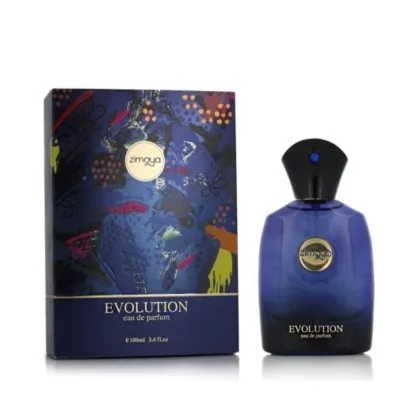 zimaya
EVOLUTION
eau de parfum
℮100ml 3.4 fl.oz
EVOLUTION
eau de parfum